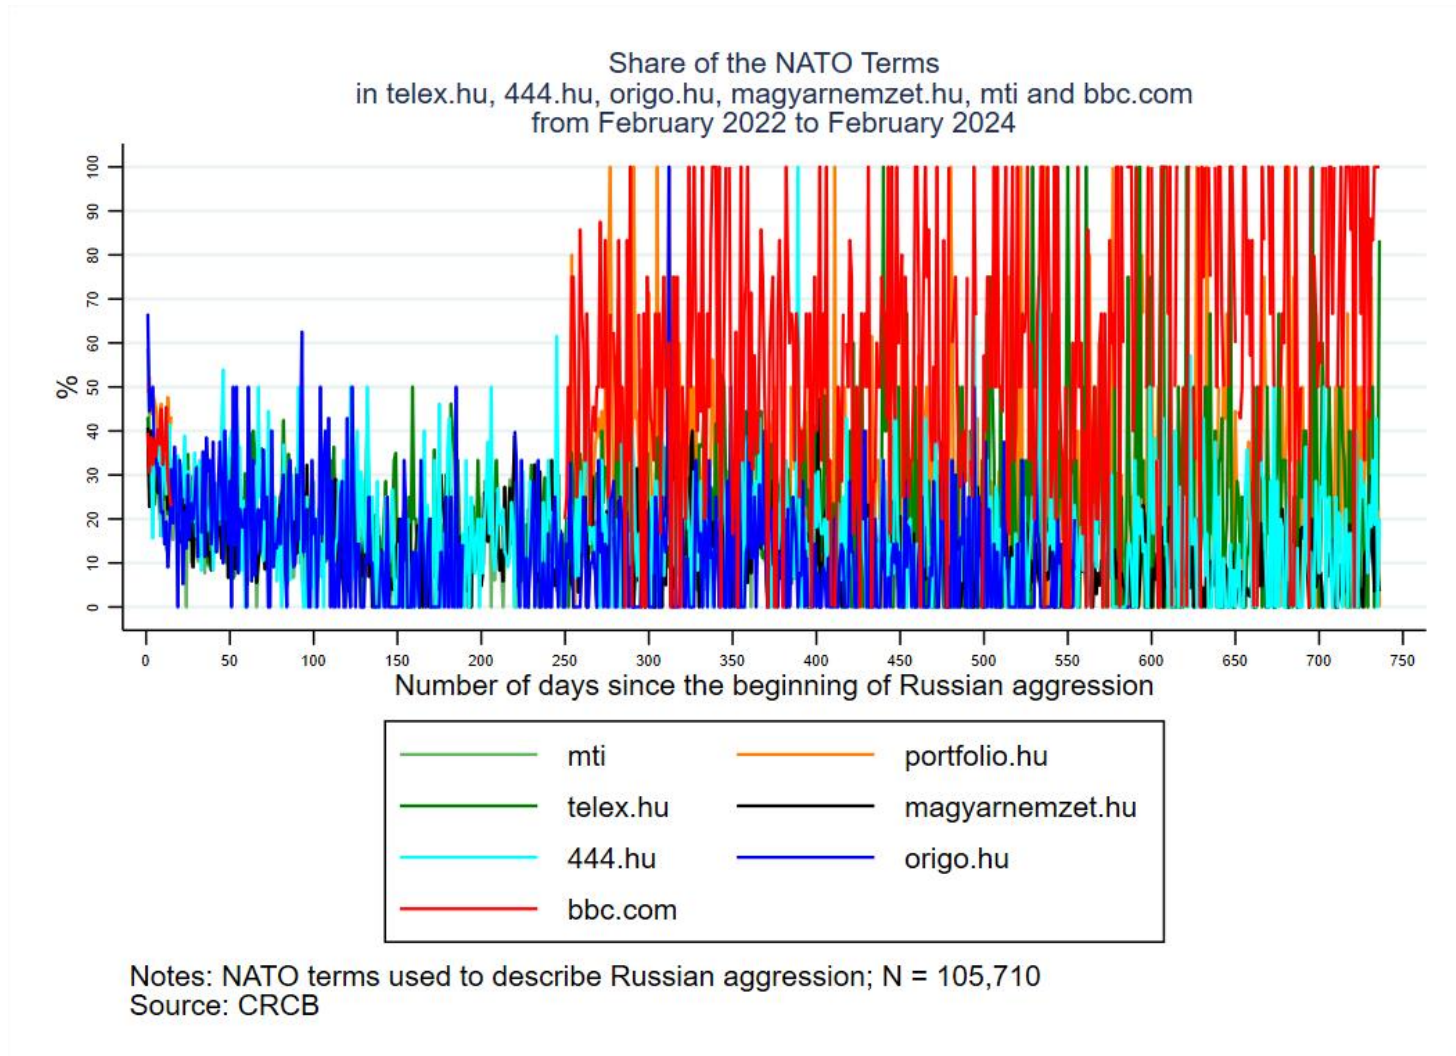 Share of the NATO Terms
in telex.hu, 444.hu, origo.hu, magyarnemzet.hu, mti and bbc.com
from February 2022 to February 2024
100
90
80
70
60
50
40
30
20
10
0
%
0 50 100 150 200 250 300 350 400 450 500 550 600 650 700 750
Number of days since the beginning of Russian aggression
mti portfolio.hu
telex.hu magyarnemzet.hu
444.hu origo.hu
bbc.com
Notes: NATO terms used to describe Russian aggression; N = 105,710
Source: CRCB